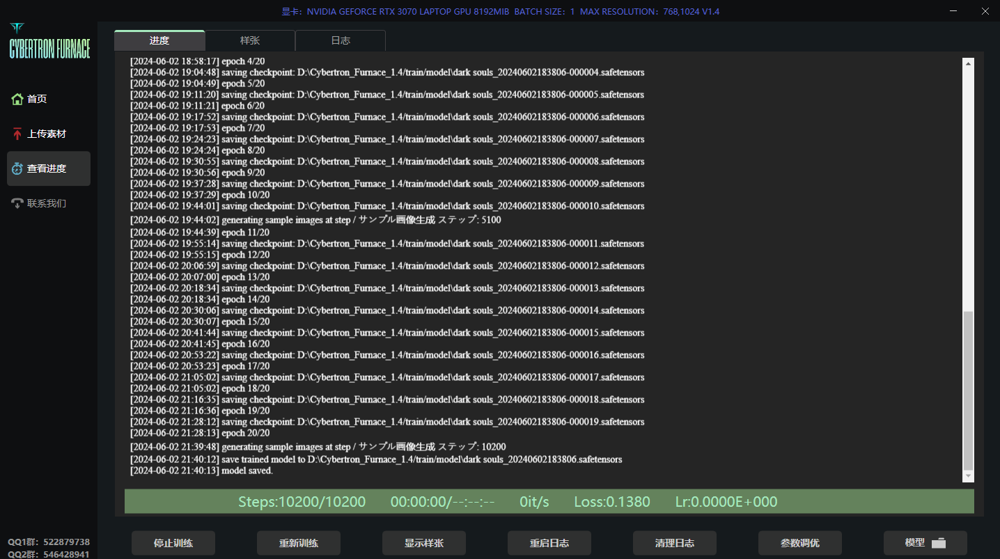 显卡：NVIDIA GEFORCE RTX 3070 LAPTOP GPU 8192MIB BATCH SIZE：1 MAX RESOLUTION：768,1024 V1.4
CYBERTRON FURNACE
首页
上传素材
查看进度
联系我们
QQ1群：522879738
QQ2群：546428941
进度 样张 日志
[2024-06-02 18:58:17] epoch 4/20
[2024-06-02 19:04:48] saving checkpoint: D:\Cybertron_Furnace_1.4/train/model\dark souls_20240602183806-000004.safetensors
[2024-06-02 19:04:49] epoch 5/20
[2024-06-02 19:11:20] saving checkpoint: D:\Cybertron_Furnace_1.4/train/model\dark souls_20240602183806-000005.safetensors
[2024-06-02 19:11:21] epoch 6/20
[2024-06-02 19:17:52] saving checkpoint: D:\Cybertron_Furnace_1.4/train/model\dark souls_20240602183806-000006.safetensors
[2024-06-02 19:17:53] epoch 7/20
[2024-06-02 19:24:23] saving checkpoint: D:\Cybertron_Furnace_1.4/train/model\dark souls_20240602183806-000007.safetensors
[2024-06-02 19:24:24] epoch 8/20
[2024-06-02 19:30:55] saving checkpoint: D:\Cybertron_Furnace_1.4/train/model\dark souls_20240602183806-000008.safetensors
[2024-06-02 19:30:56] epoch 9/20
[2024-06-02 19:37:28] saving checkpoint: D:\Cybertron_Furnace_1.4/train/model\dark souls_20240602183806-000009.safetensors
[2024-06-02 19:37:29] epoch 10/20
[2024-06-02 19:44:01] saving checkpoint: D:\Cybertron_Furnace_1.4/train/model\dark souls_20240602183806-000010.safetensors
[2024-06-02 19:44:02] generating sample images at step / サンプル画像生成 ステップ: 5100
[2024-06-02 19:44:39] epoch 11/20
[2024-06-02 19:55:14] saving checkpoint: D:\Cybertron_Furnace_1.4/train/model\dark souls_20240602183806-000011.safetensors
[2024-06-02 19:55:15] epoch 12/20
[2024-06-02 20:06:59] saving checkpoint: D:\Cybertron_Furnace_1.4/train/model\dark souls_20240602183806-000012.safetensors
[2024-06-02 20:07:00] epoch 13/20
[2024-06-02 20:18:34] saving checkpoint: D:\Cybertron_Furnace_1.4/train/model\dark souls_20240602183806-000013.safetensors
[2024-06-02 20:18:34] epoch 14/20
[2024-06-02 20:30:06] saving checkpoint: D:\Cybertron_Furnace_1.4/train/model\dark souls_20240602183806-000014.safetensors
[2024-06-02 20:30:07] epoch 15/20
[2024-06-02 20:41:44] saving checkpoint: D:\Cybertron_Furnace_1.4/train/model\dark souls_20240602183806-000015.safetensors
[2024-06-02 20:41:45] epoch 16/20
[2024-06-02 20:53:22] saving checkpoint: D:\Cybertron_Furnace_1.4/train/model\dark souls_20240602183806-000016.safetensors
[2024-06-02 20:53:23] epoch 17/20
[2024-06-02 21:05:02] saving checkpoint: D:\Cybertron_Furnace_1.4/train/model\dark souls_20240602183806-000017.safetensors
[2024-06-02 21:05:02] epoch 18/20
[2024-06-02 21:16:35] saving checkpoint: D:\Cybertron_Furnace_1.4/train/model\dark souls_20240602183806-000018.safetensors
[2024-06-02 21:16:36] epoch 19/20
[2024-06-02 21:28:12] saving checkpoint: D:\Cybertron_Furnace_1.4/train/model\dark souls_20240602183806-000019.safetensors
[2024-06-02 21:28:13] epoch 20/20
[2024-06-02 21:39:48] generating sample images at step / サンプル画像生成 ステップ: 10200
[2024-06-02 21:40:12] save trained model to D:\Cybertron_Furnace_1.4/train/model\dark souls_20240602183806.safetensors
[2024-06-02 21:40:13] model saved.
Steps:10200/10200 00:00:00/--:--:-- 0it/s Loss:0.1380 Lr:0.0000E+000
停止训练 重新训练 显示样张 重启日志 清理日志 参数调优 模型